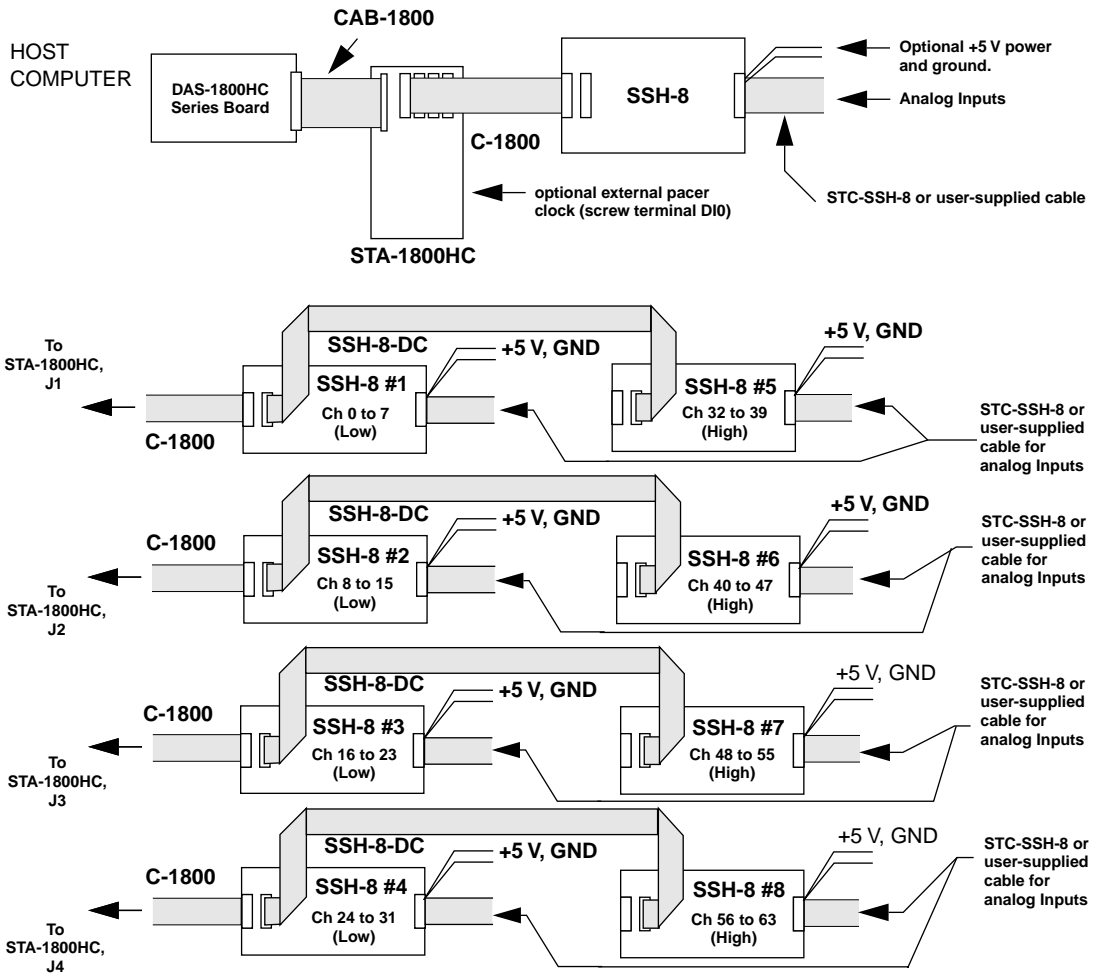 HOST
COMPUTER
CAB-1800
DAS-1800HC
Series Board
C-1800
SSH-8
Optional +5 V power
and ground.
Analog Inputs
optional external pacer
clock (screw terminal DI0)
STC-SSH-8 or user-supplied cable
STA-1800HC
To
STA-1800HC,
J1
C-1800
SSH-8-DC
+5 V, GND
SSH-8 #1
Ch 0 to 7
(Low)
+5 V, GND
SSH-8 #5
Ch 32 to 39
(High)
STC-SSH-8 or
user-supplied
cable for
analog Inputs
C-1800
To
STA-1800HC,
J2
SSH-8-DC
+5 V, GND
SSH-8 #2
Ch 8 to 15
(Low)
+5 V, GND
SSH-8 #6
Ch 40 to 47
(High)
STC-SSH-8 or
user-supplied
cable for
analog Inputs
C-1800
To
STA-1800HC,
J3
SSH-8-DC
+5 V, GND
SSH-8 #3
Ch 16 to 23
(Low)
+5 V, GND
SSH-8 #7
Ch 48 to 55
(High)
STC-SSH-8 or
user-supplied
cable for
analog Inputs
C-1800
To
STA-1800HC,
J4
SSH-8-DC
+5 V, GND
SSH-8 #4
Ch 24 to 31
(Low)
+5 V, GND
SSH-8 #8
Ch 56 to 63
(High)
STC-SSH-8 or
user-supplied
cable for
analog Inputs